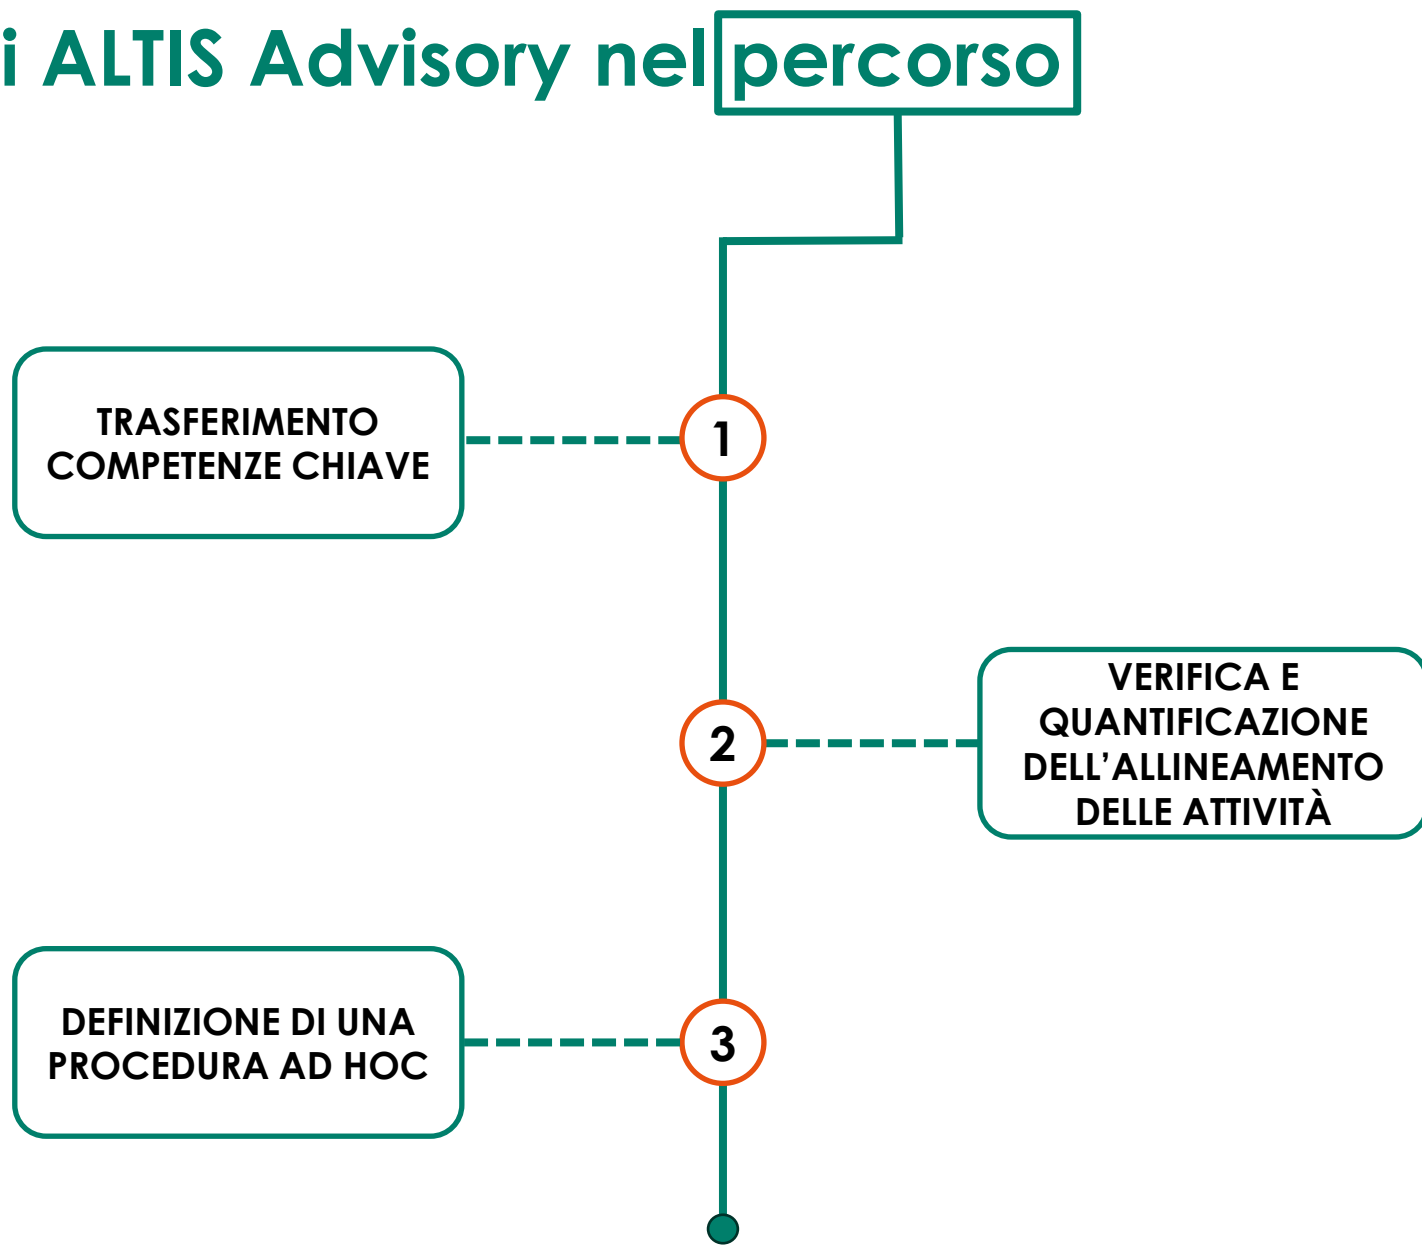 i ALTIS Advisory nel percorso
TRASFERIMENTO
COMPETENZE CHIAVE
1
2
VERIFICA E
QUANTIFICAZIONE
DELL’ALLINEAMENTO
DELLE ATTIVITÀ
DEFINIZIONE DI UNA
PROCEDURA AD HOC
3